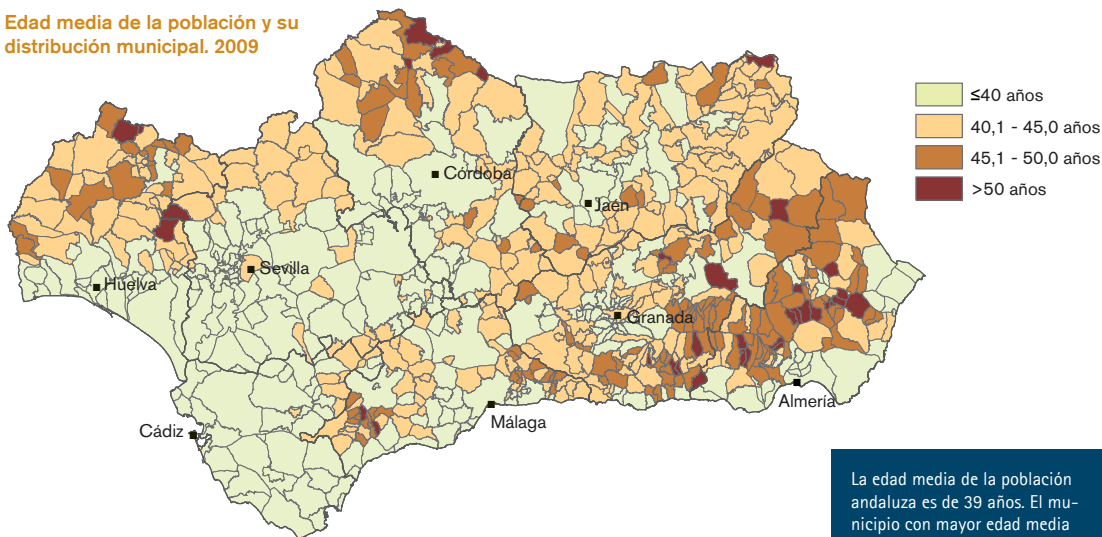 Edad media de la población y su
distribución municipal. 2009
≤40 años
40,1 - 45,0 años
45,1 - 50,0 años
>50 años
Córdoba
Jaén
Sevilla
Huelva
Granada
Almería
Málaga
Cádiz
La edad media de la población
andaluza es de 39 años. El mu-
nicipio con mayor edad media